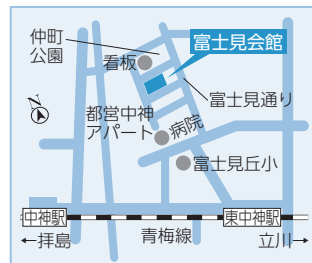 仲町
公園
看板
富士見会館
富士見通り
N
都営中神
アパート
病院
富士見丘小
中神駅
東中神駅
←拝島
青梅線
立川→